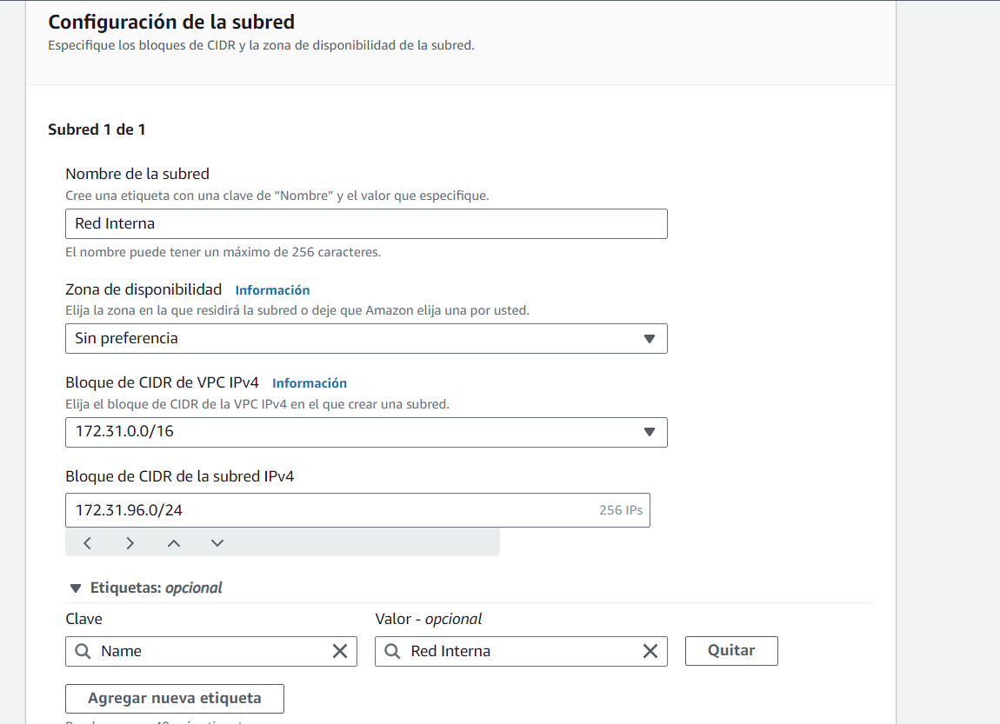 Configuración de la subred
Especifique los bloques de CIDR y la zona de disponibilidad de la subred.
Subred 1 de 1
Nombre de la subred
Cree una etiqueta con una clave de “Nombre” y el valor que especifique.
Red Interna
El nombre puede tener un máximo de 256 caracteres.
Zona de disponibilidad Información
Elija la zona en la que residirá la subred o deje que Amazon elija una por usted.
Sin preferencia
Bloque de CIDR de VPC IPv4 Información
Elija el bloque de CIDR de la VPC IPv4 en el que crear una subred.
172.31.0.0/16
Bloque de CIDR de la subred IPv4
172.31.96.0/24 256 IPs
Etiquetas: opcional
Clave Valor - opcional
Name Red Interna Quitar
Agregar nueva etiqueta